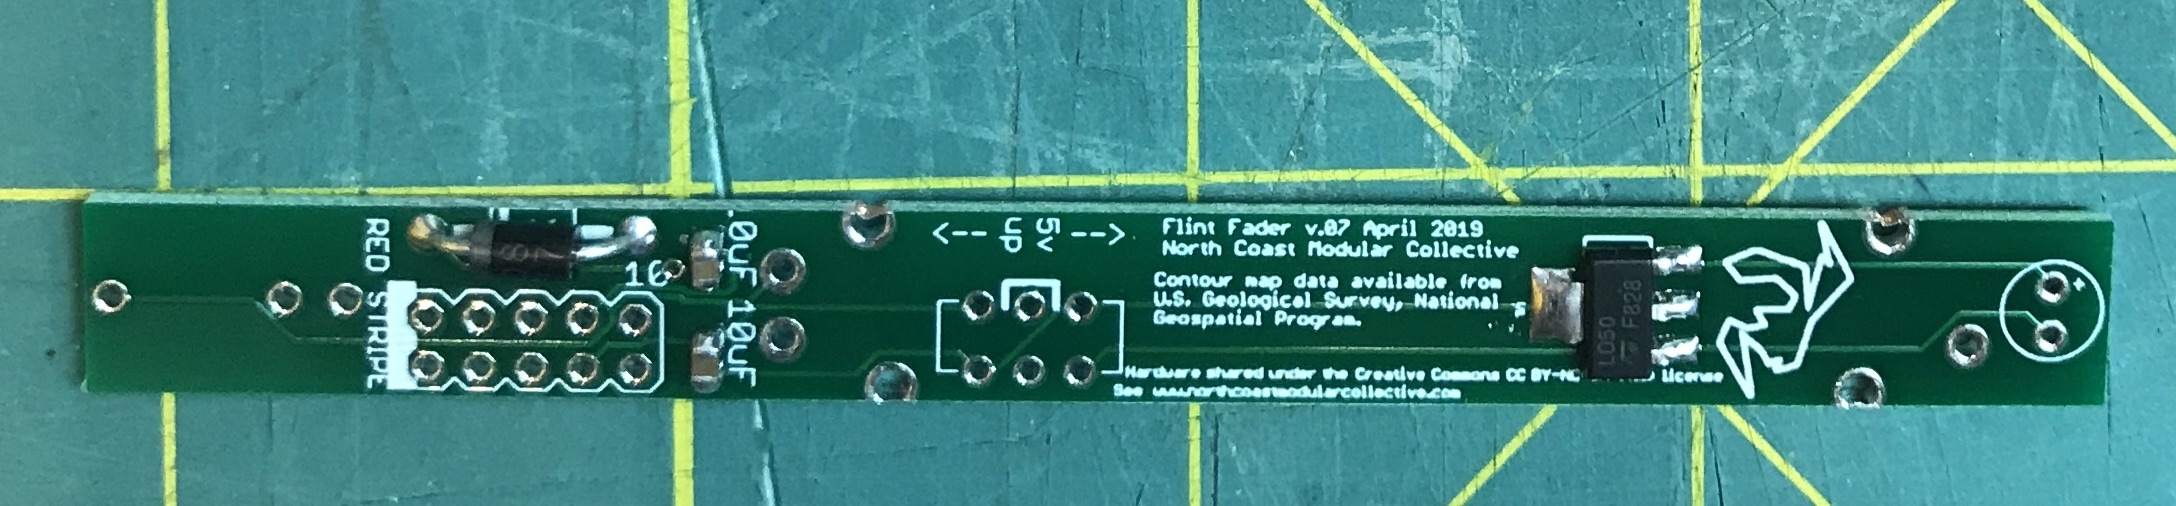 RED STRIPE
10
.0uF 10uF
<-- up 5v -->
Flint Fader v.07 April 2019
North Coast Modular Collective
Contour map data available from
U.S. Geological Survey, National
Geospatial Program.
Hardware shared under the Creative Commons CC BY-NC License
See www.northcoastmodularcollective.com
F828
+